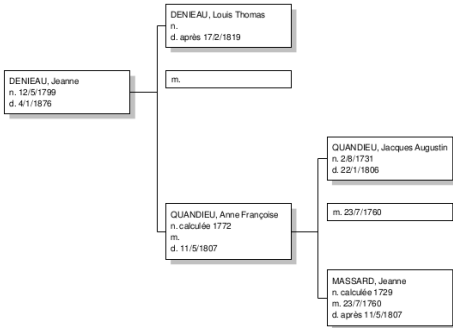 DENIEAU, Louis Thomas
n.
d. après 17/2/1819
DENIEAU, Jeanne
n. 12/5/1799
d. 4/1/1876
m.
QUANDIEU, Jacques Augustin
n. 2/8/1731
d. 22/1/1806
QUANDIEU, Anne Françoise
n. calculée 1772
m.
d. 11/5/1807
m. 23/7/1760
MASSARD, Jeanne
n. calculée 1729
m. 23/7/1760
d. après 11/5/1807